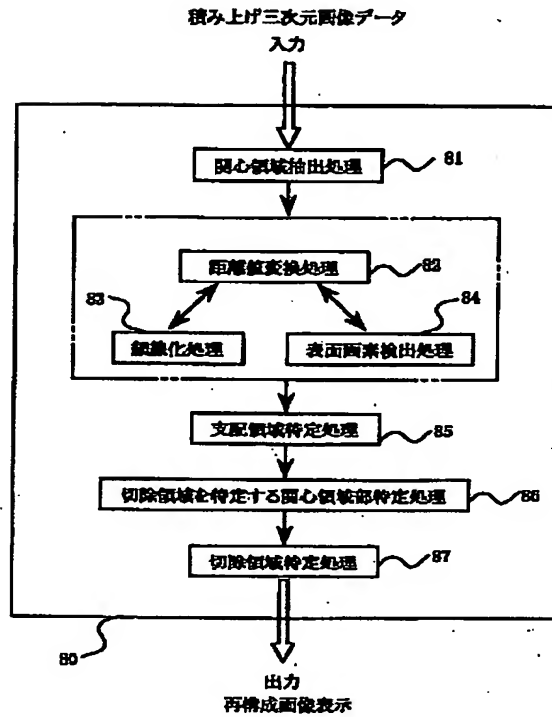 積み上げ三次元画像データ
入力
関心領域抽出処理
81
距離値変換処理
82
83
84
細線化処理
表面画素検出処理
支配領域特定処理
85
切除領域を特定する関心領域部特定処理
86
切除領域特定処理
87
80
出力
再構成画像表示